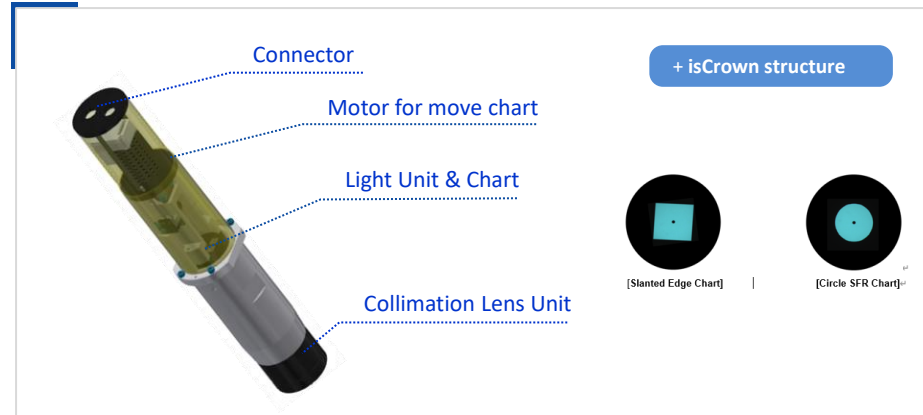 Connector
+ isCrown structure
Motor for move chart
Light Unit & Chart
[Slanted Edge Chart]
[Circle SFR Chart]
Collimation Lens Unit